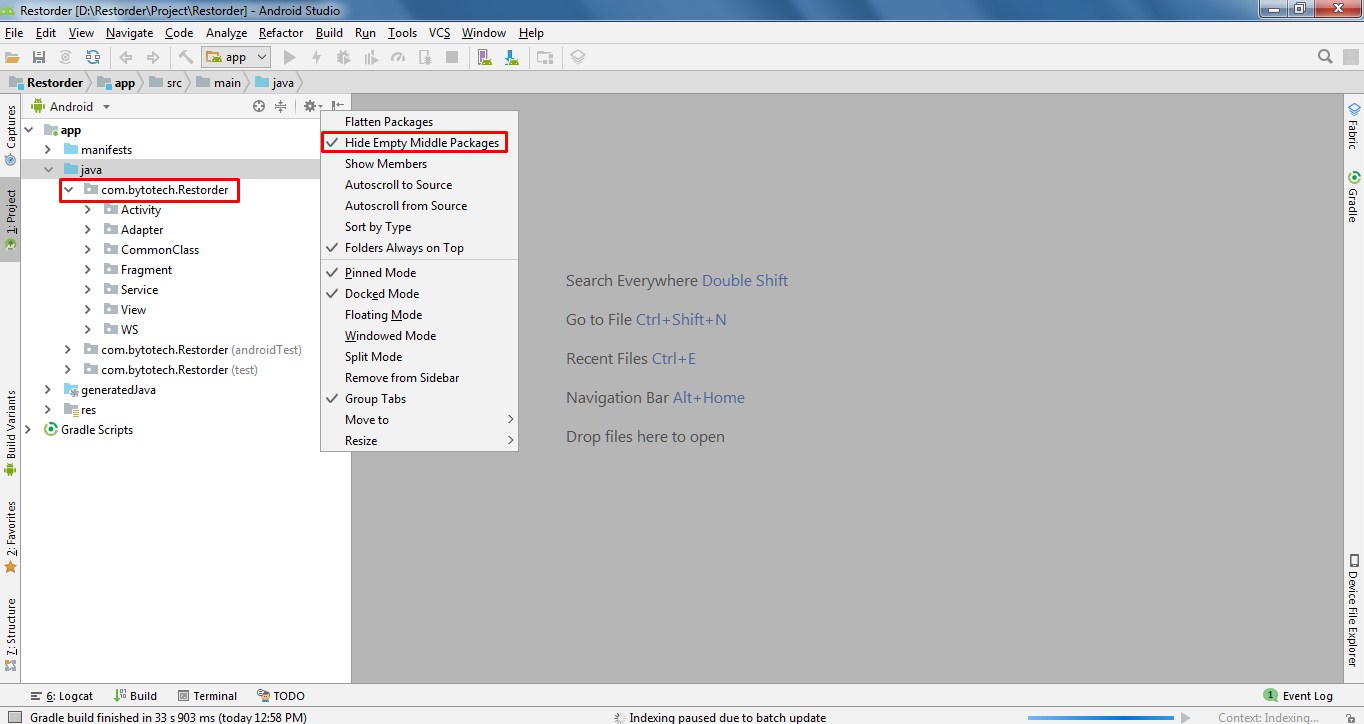 Restorder [D:\Restorder\Project\Restorder] - Android Studio
File Edit View Navigate Code Analyze Refactor Build Run Tools VCS Window Help
app
Restorder app src main java
Android
app
manifests
java
com.bytotech.Restorder
Activity
Adapter
CommonClass
Fragment
Service
View
WS
com.bytotech.Restorder (androidTest)
com.bytotech.Restorder (test)
generatedJava
res
Gradle Scripts
Flatten Packages
Hide Empty Middle Packages
Show Members
Autoscroll to Source
Autoscroll from Source
Sort by Type
Folders Always on Top
Pinned Mode
Docked Mode
Floating Mode
Windowed Mode
Split Mode
Remove from Sidebar
Group Tabs
Move to
Resize
Search Everywhere Double Shift
Go to File Ctrl+Shift+N
Recent Files Ctrl+E
Navigation Bar Alt+Home
Drop files here to open
Captures
1: Project
Build Variants
2: Favorites
7: Structure
Fabric
Gradle
Device File Explorer
6: Logcat Build Terminal TODO 1 Event Log
Gradle build finished in 33 s 903 ms (today 12:58 PM) Indexing paused due to batch update Context: Indexing...